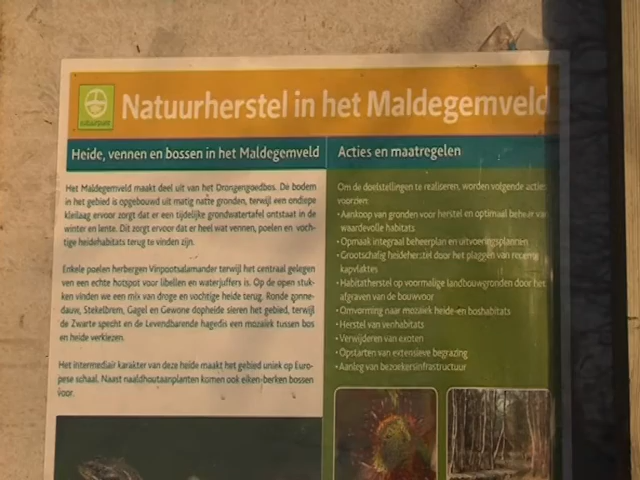 natuurpunt
Natuurherstel in het Maldegemveld
Heide, vennen en bossen in het Maldegemveld
Het Maldegemveld maakt deel uit van het Drongengoedbos. De bodem
in het gebied is opgebouwd uit matig natte gronden, terwijl een ondiepe
kleilaag ervoor zorgt dat er een tijdelijke grondwatertafel ontstaat in de
winter en lente. Dit zorgt ervoor dat er heel wat vennen, poelen en voch-
tige heidehabitats terug te vinden zijn.
Enkele poelen herbergen Vinpootsalamander terwijl het centraal gelegen
ven een echte hotspot voor libellen en waterjuffers is. Op de open stuk-
ken vinden we een mix van droge en vochtige heide terug. Ronde zonne-
dauw, Stekelbrem, Gagel en Gewone dopheide sieren het gebied, terwijl
de Zwarte specht en de Levendbarende hagedis een mozaïek tussen bos
en heide verkiezen.
Het intermediair karakter van deze heide maakt het gebied uniek op Euro-
pese schaal. Naast naaldhoutaanplanten komen ook eiken-berken bossen
voor.
Acties en maatregelen
Om de doelstellingen te realiseren, worden volgende acties
voorzien:
• Aankoop van gronden voor herstel en optimaal beheer van
waardevolle habitats
• Opmaak integraal beheerplan en uitvoeringsplannen
• Grootschalig heideherstel door het plaggen van recente
kapvlaktes
• Habitatherstel op voormalige landbouwgronden door het
afgraven van de bouwvoor
• Omvorming naar mozaïek heide-en boshabitats
• Herstel van venhabitats
• Verwijderen van exoten
• Opstarten van extensieve begrazing
• Aanleg van bezoekersinfrastructuur